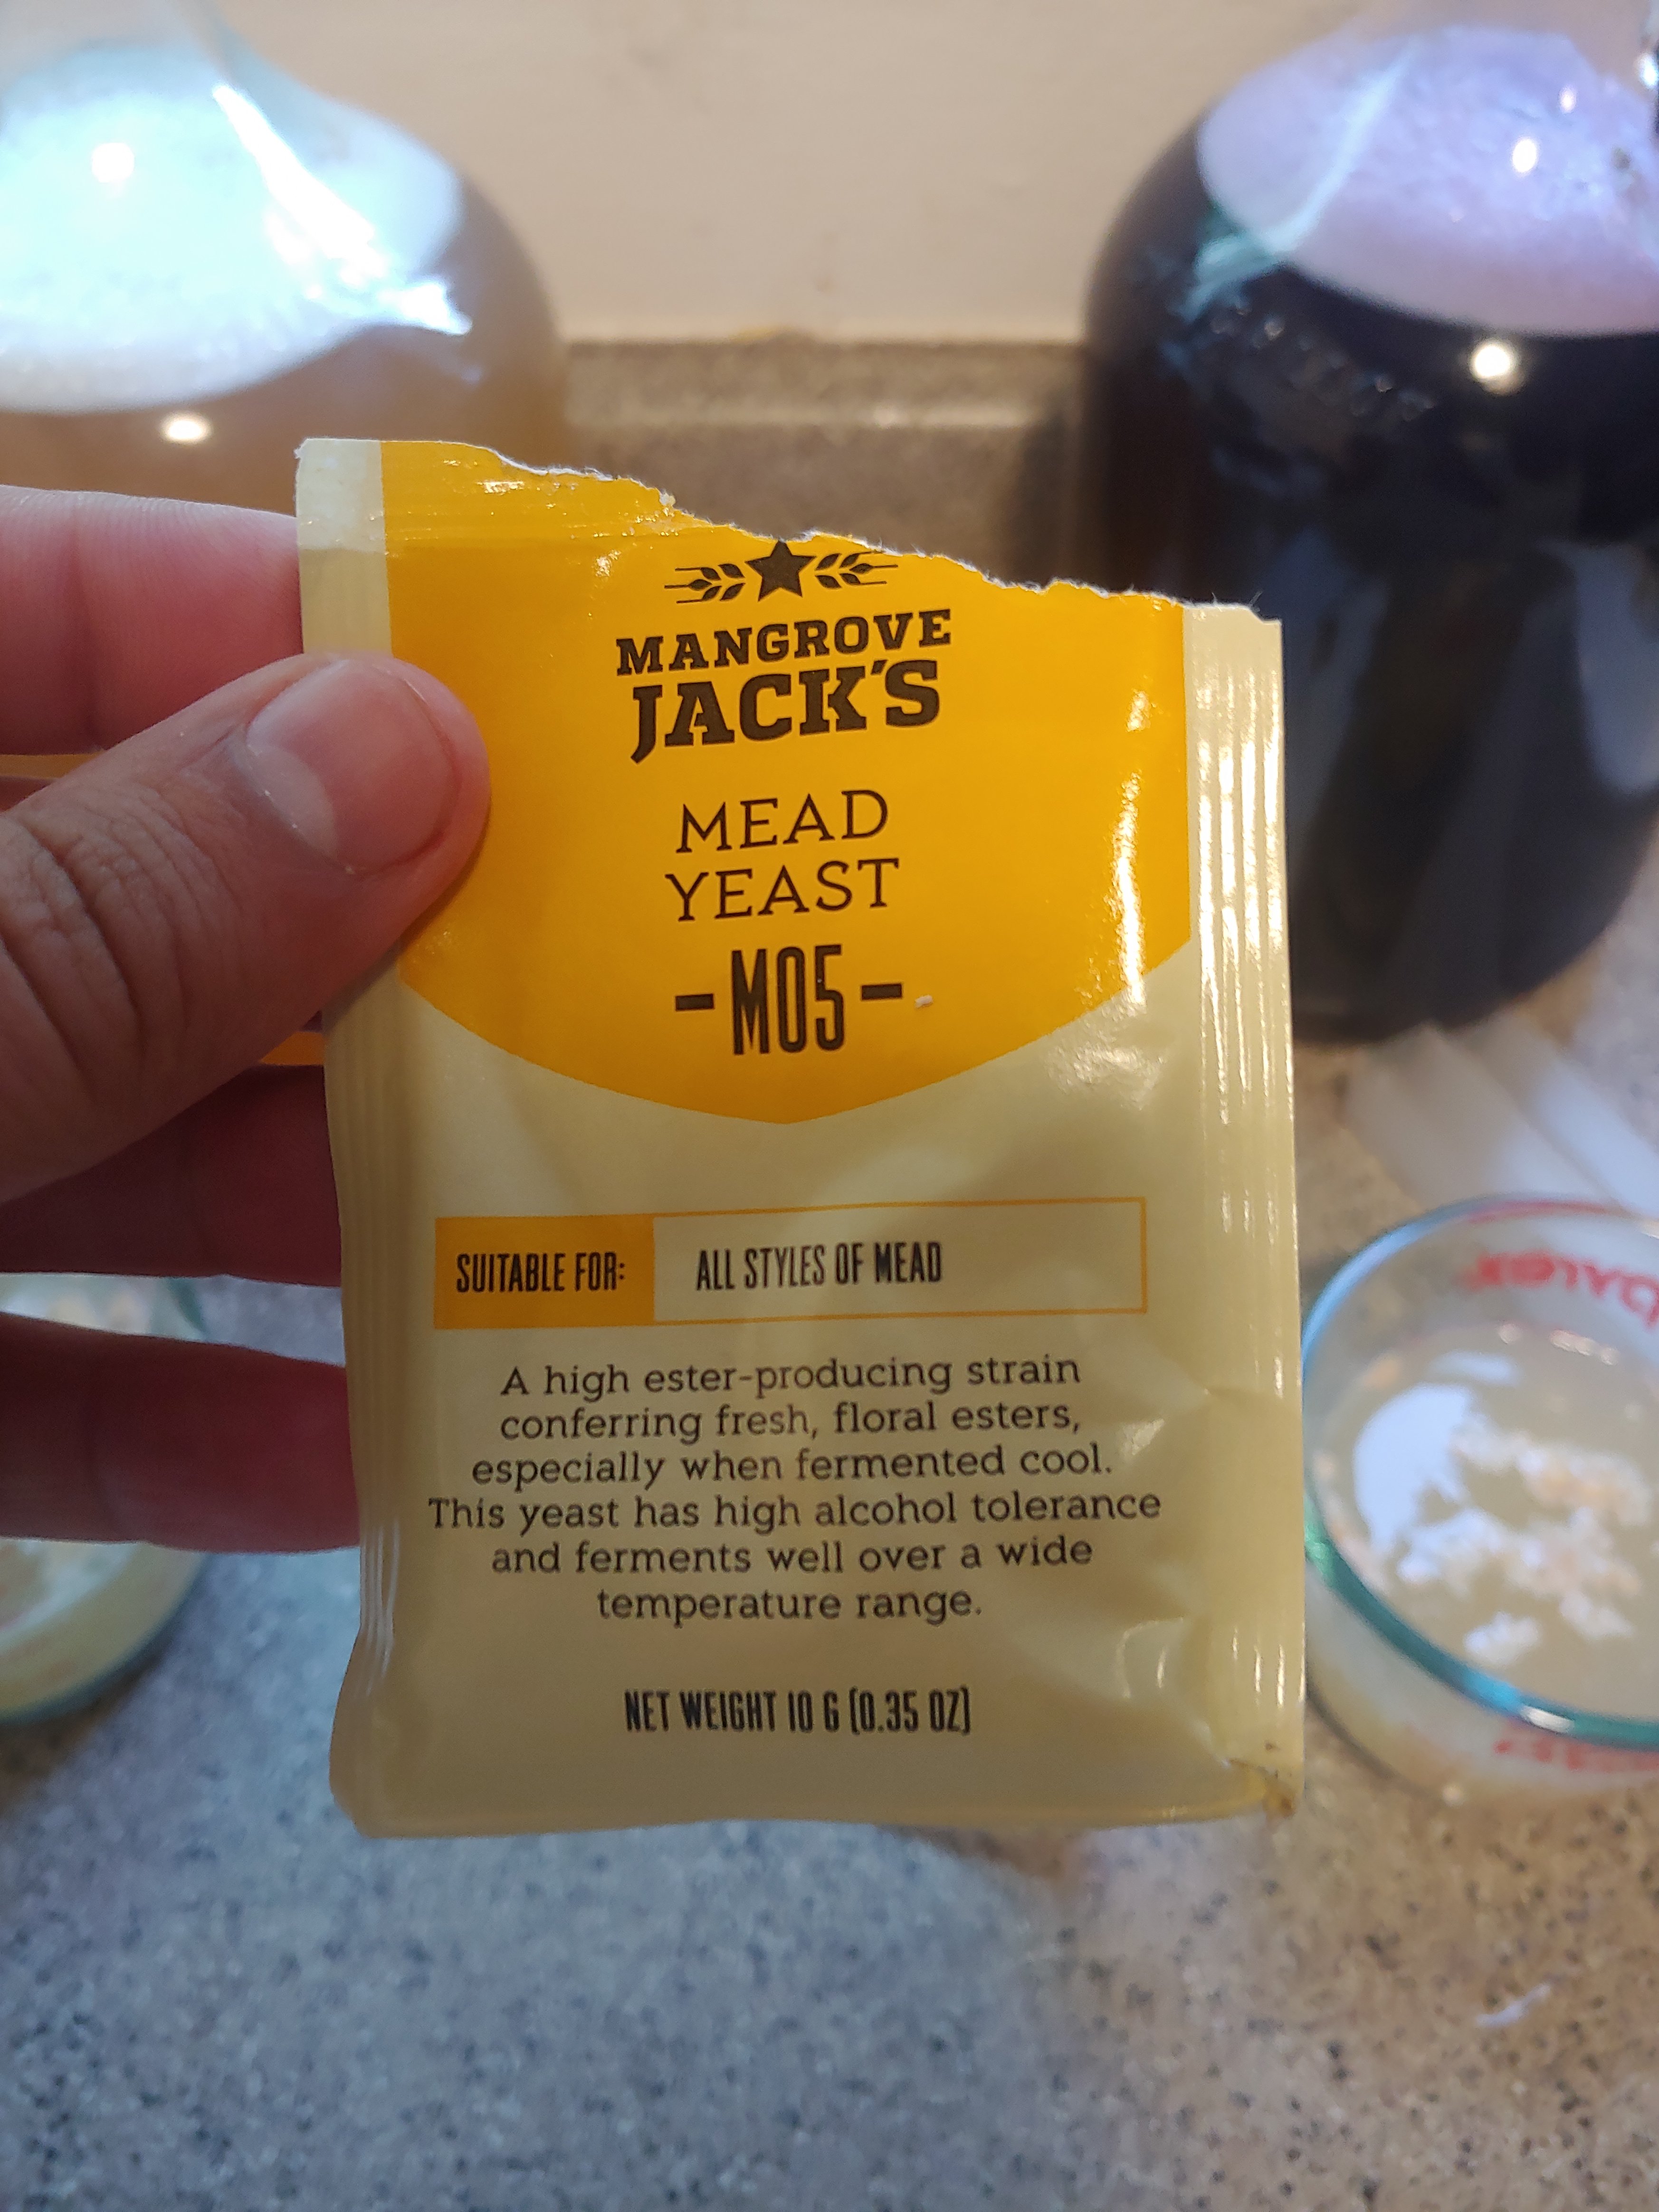 MANGROVE
JACK'S
MEAD
YEAST
-M05-
SUITABLE FOR: ALL STYLES OF MEAD
A high ester-producing strain
conferring fresh, floral esters,
especially when fermented cool.
This yeast has high alcohol tolerance
and ferments well over a wide
temperature range.
NET WEIGHT 10 G (0.35 OZ)
pyrex